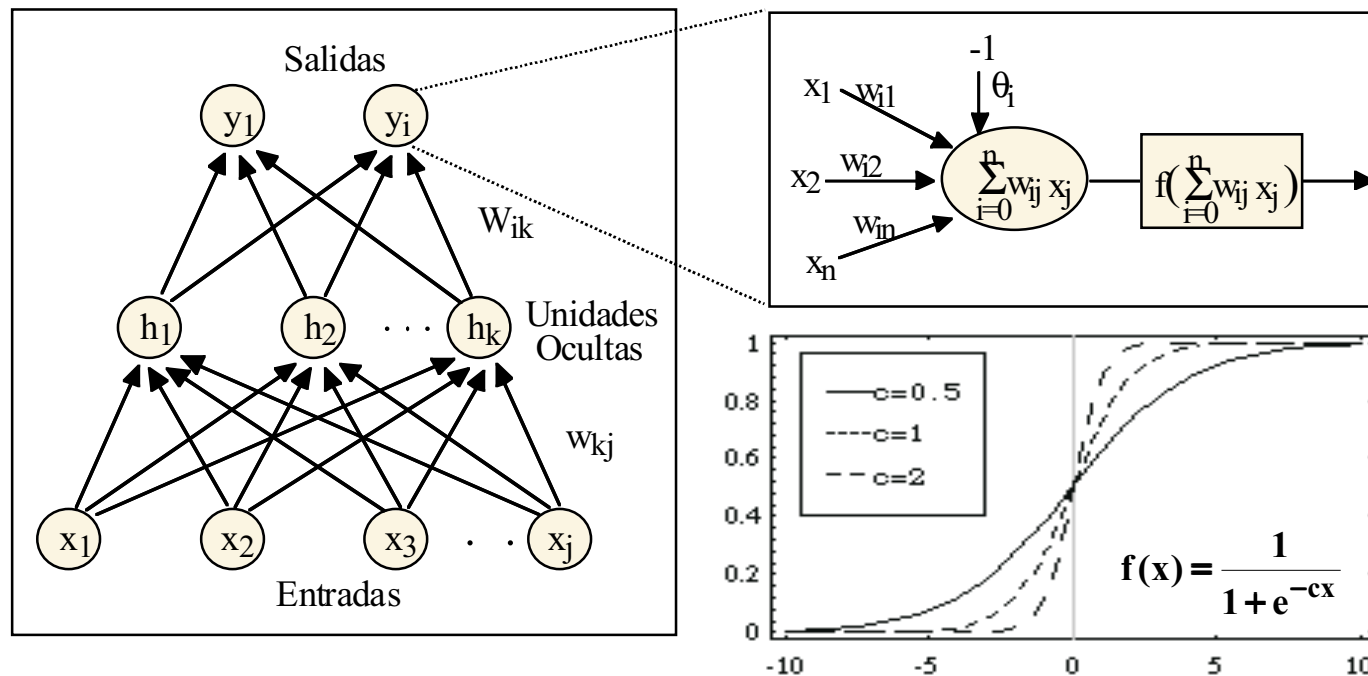 Salidas
y1 yi
Wik
h1 h2 . . . hk
Unidades
Ocultas
wkj
x1 x2 x3 . . xj
Entradas
-1
θi
x1 wi1
x2 wi2
xn win
n
Σ wij xj
i=0
n
f(Σ wij xj)
i=0
1
0.8
0.6
0.4
0.2
0
-10 -5 0 5 10
c=0.5
c=1
c=2
f(x) = 1 / 1 + e^-cx